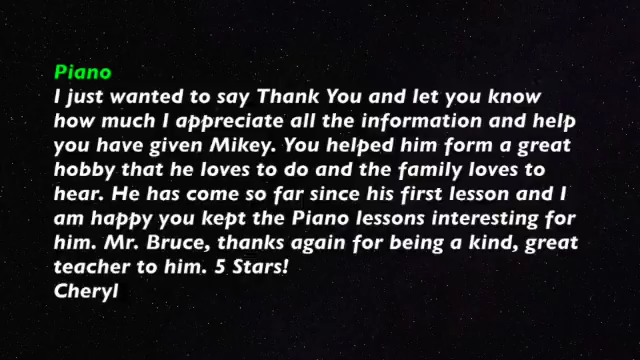 Piano
I just wanted to say Thank You and let you know
how much I appreciate all the information and help
you have given Mikey. You helped him form a great
hobby that he loves to do and the family loves to
hear. He has come so far since his first lesson and I
am happy you kept the Piano lessons interesting for
him. Mr. Bruce, thanks again for being a kind, great
teacher to him. 5 Stars!
Cheryl